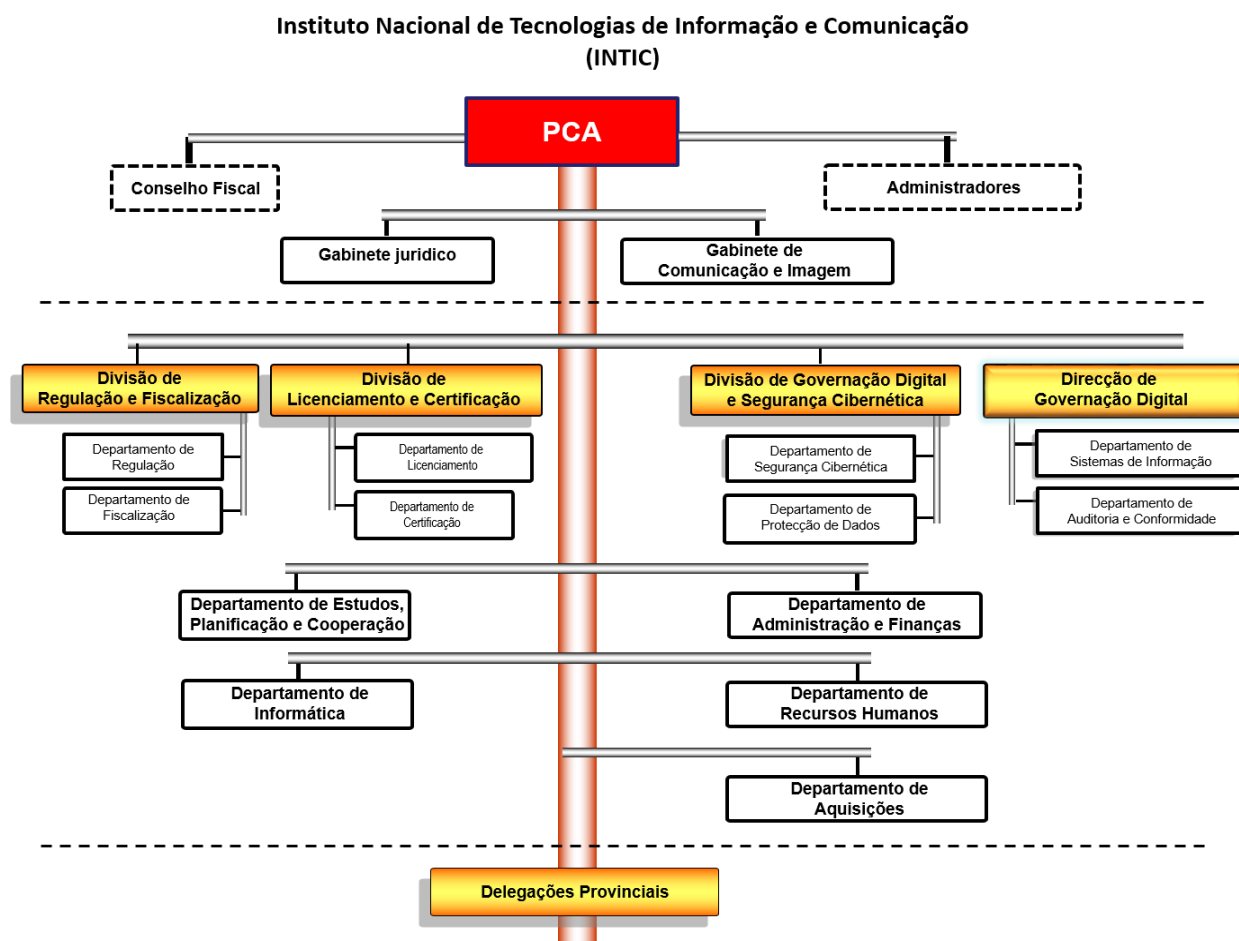 Instituto Nacional de Tecnologias de Informação e Comunicação
(INTIC)
PCA
Conselho Fiscal
Administradores
Gabinete juridico
Gabinete de
Comunicação e Imagem
Divisão de
Regulação e Fiscalização
Divisão de
Licenciamento e Certificação
Divisão de Governação Digital
e Segurança Cibernética
Direcção de
Governação Digital
Departamento de
Regulação
Departamento de
Fiscalização
Departamento de
Licenciamento
Departamento de
Certificação
Departamento de
Segurança Cibernética
Departamento de
Protecção de Dados
Departamento de
Sistemas de Informação
Departamento de
Auditoria e Conformidade
Departamento de Estudos,
Planificação e Cooperação
Departamento de
Administração e Finanças
Departamento de
Informática
Departamento de
Recursos Humanos
Departamento de
Aquisições
Delegações Provinciais